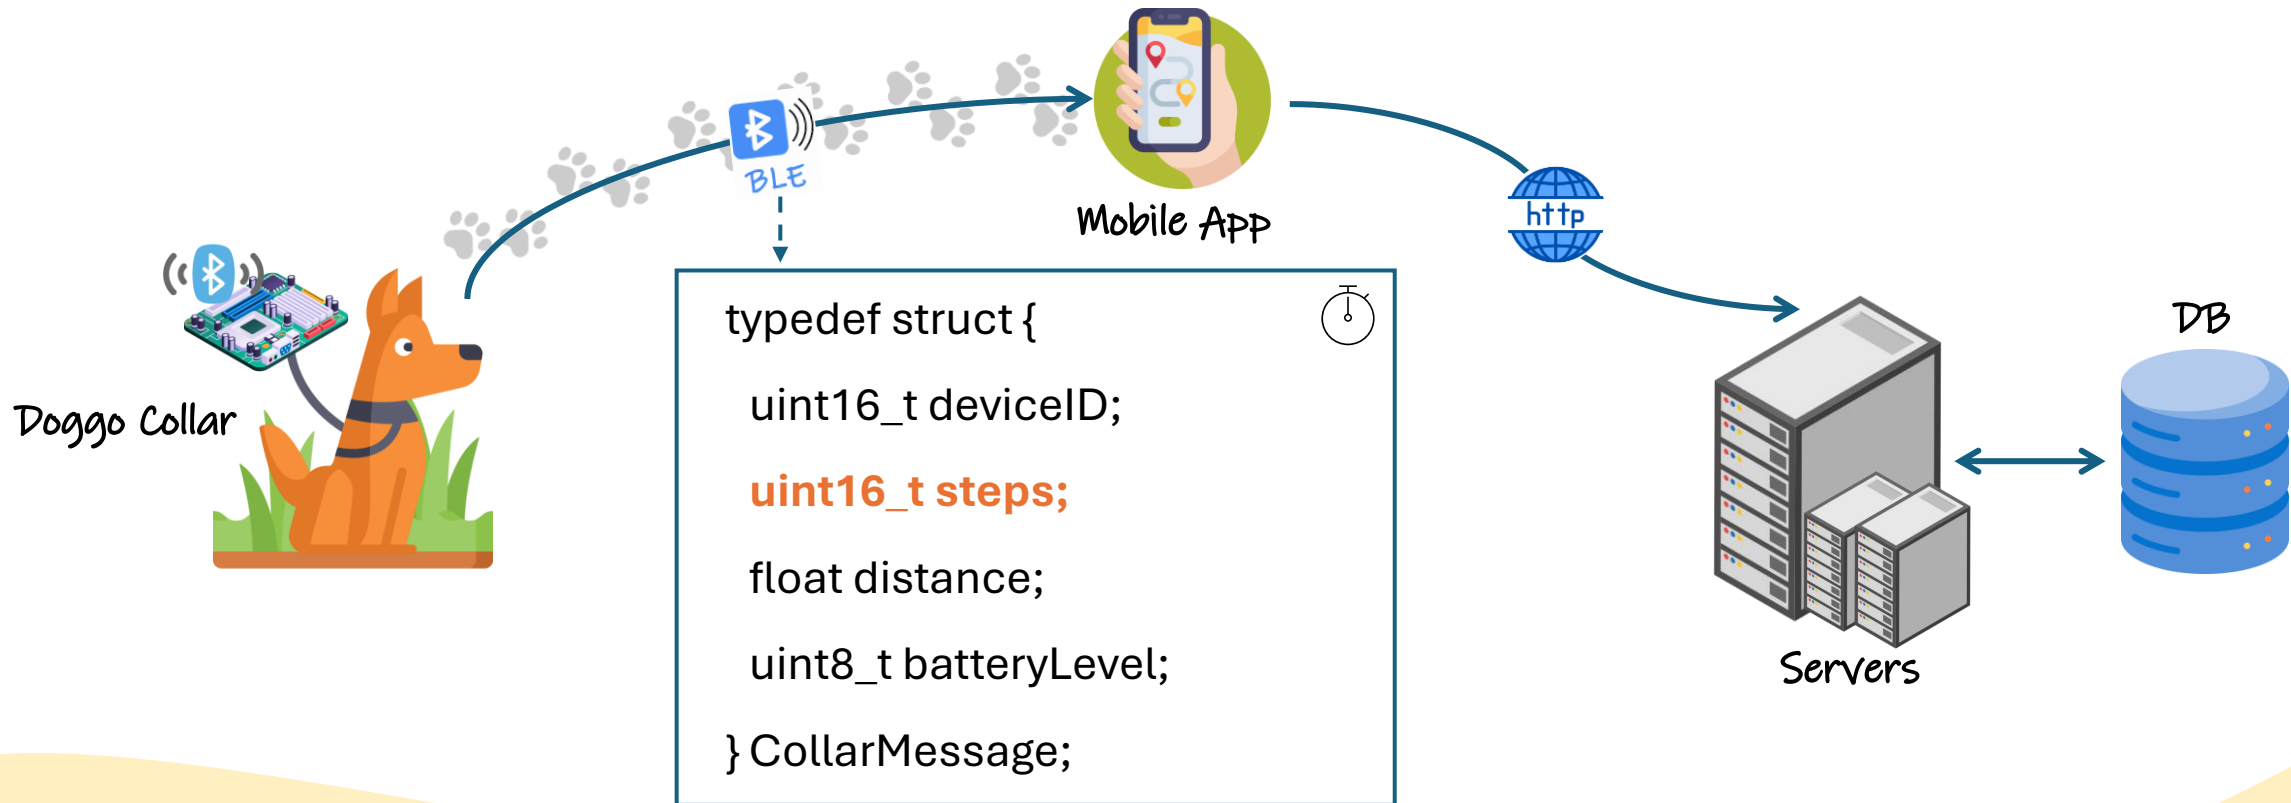 BLE
Mobile App
http
Doggo Collar
typedef struct {
uint16_t deviceID;
uint16_t steps;
float distance;
uint8_t batteryLevel;
} CollarMessage;
Servers
DB